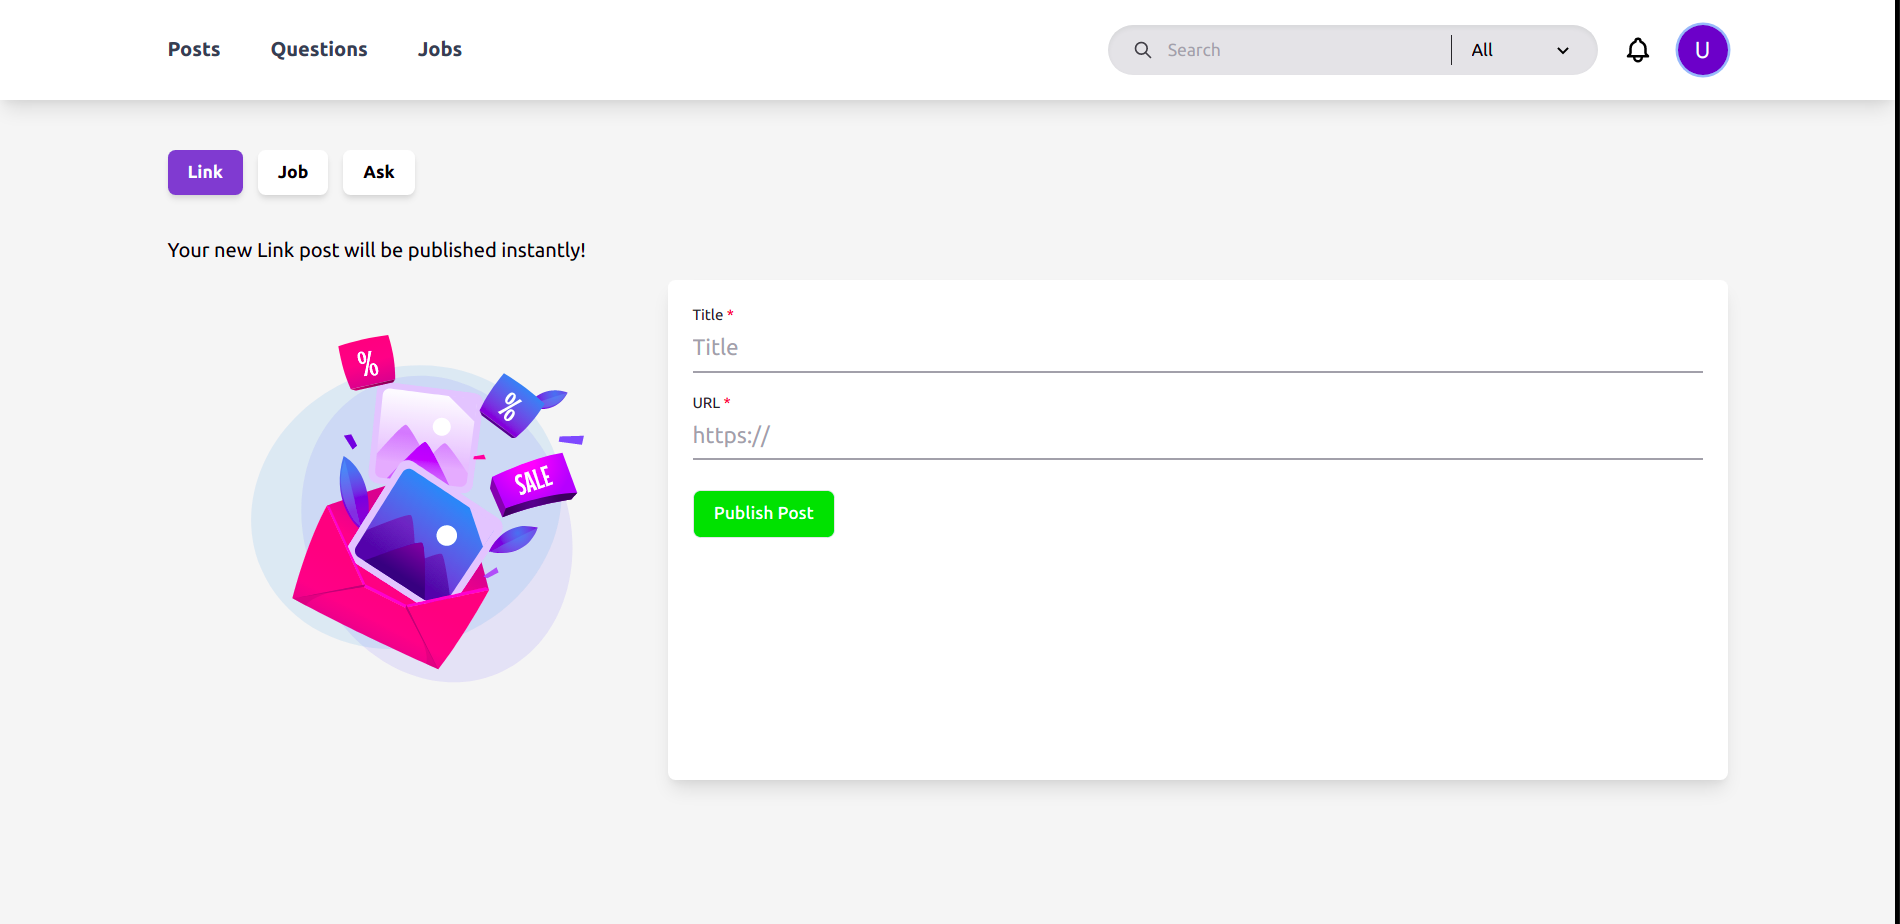 Posts Questions Jobs Search All U
Link Job Ask
Your new Link post will be published instantly!
%
%
SALE
Title *
Title
URL *
https://
Publish Post